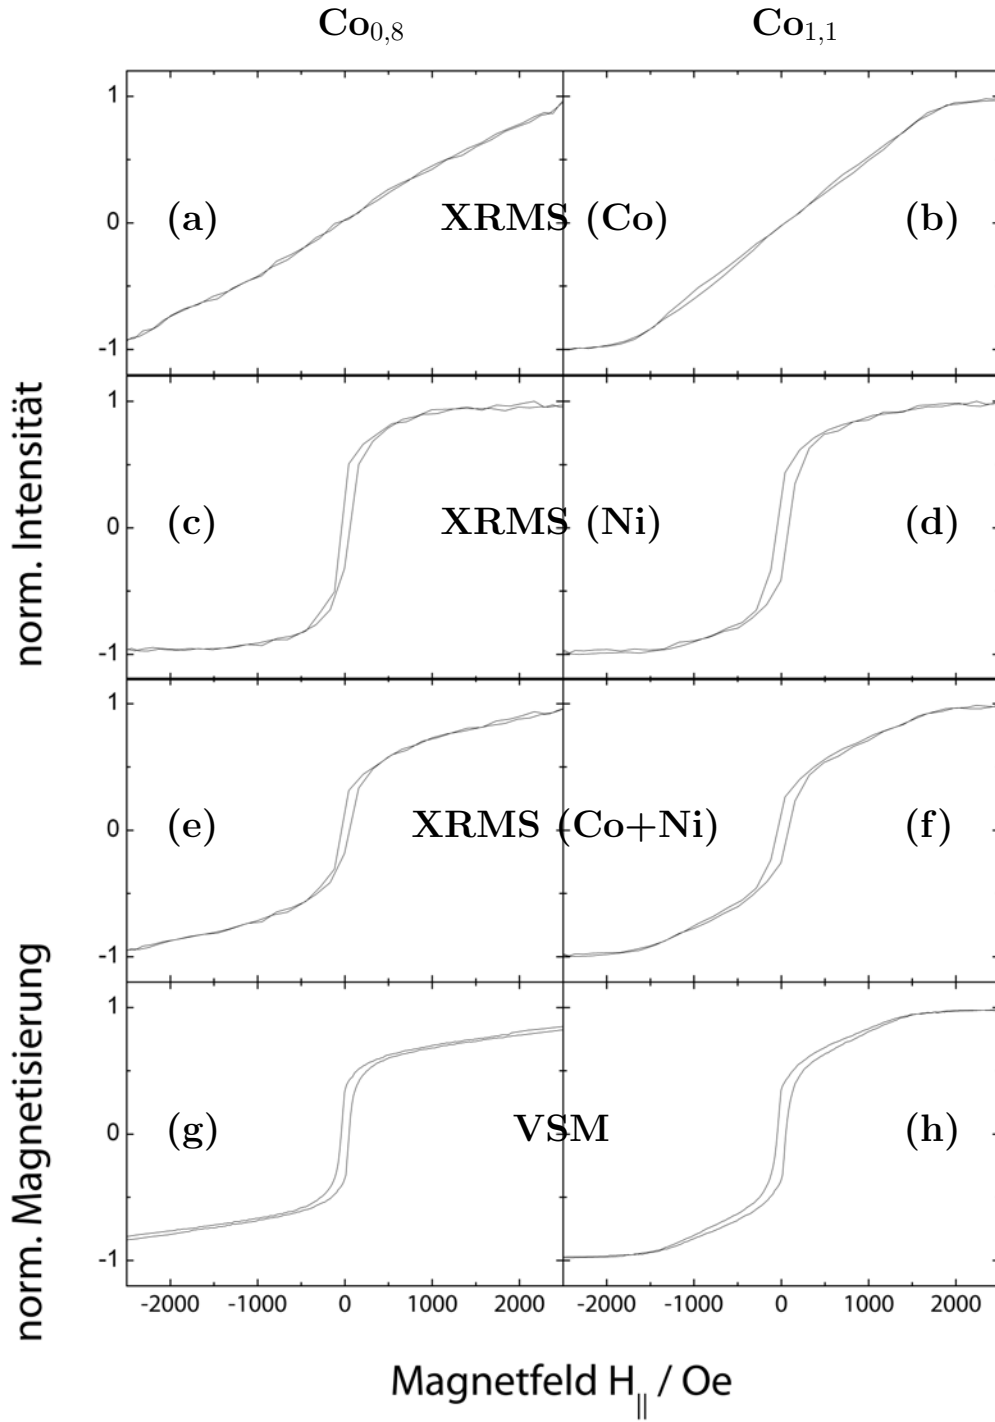 Co0,8 Co1,1
1
0
-1
(a) XRMS (Co) (b)
1
0
-1
(c) XRMS (Ni) (d)
1
0
-1
(e) XRMS (Co+Ni) (f)
1
0
-1
(g) VSM (h)
norm. Intensität
norm. Magnetisierung
-2000 -1000 0 1000 2000 -2000 -1000 0 1000 2000
Magnetfeld H|| / Oe